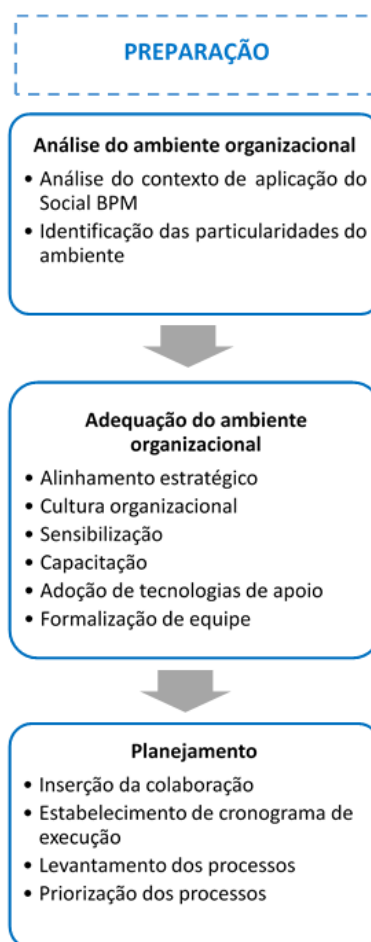 PREPARAÇÃO
Análise do ambiente organizacional
• Análise do contexto de aplicação do
Social BPM
• Identificação das particularidades do
ambiente
Adequação do ambiente
organizacional
• Alinhamento estratégico
• Cultura organizacional
• Sensibilização
• Capacitação
• Adoção de tecnologias de apoio
• Formalização de equipe
Planejamento
• Inserção da colaboração
• Estabelecimento de cronograma de
execução
• Levantamento dos processos
• Priorização dos processos